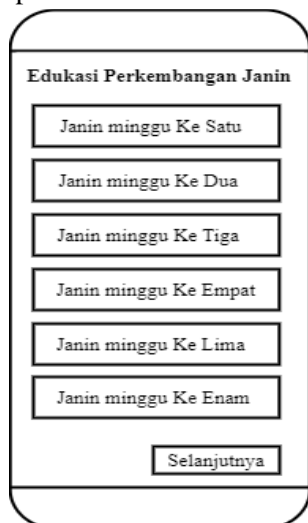 Edukasi Perkembangan Janin
Janin minggu Ke Satu
Janin minggu Ke Dua
Janin minggu Ke Tiga
Janin minggu Ke Empat
Janin minggu Ke Lima
Janin minggu Ke Enam
Selanjutnya